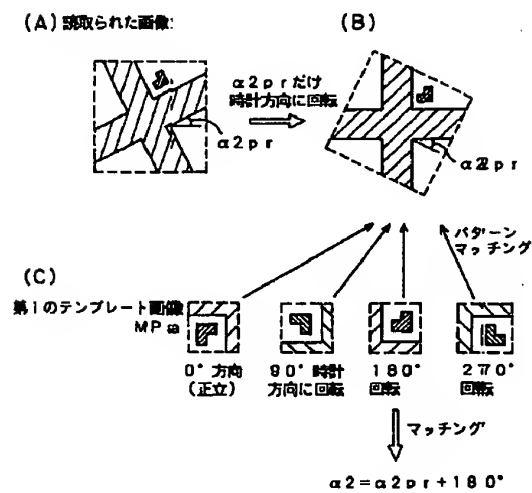 (A) 読取られた画像:
(B)
α2prだけ
時計方向に回転
α2pr
α2pr
パターン
マッチング
(C)
第1のテンプレート画像
MPa
0°方向
(正立)
90°時計
方向に回転
180°
回転
270°
回転
マッチング
α2=α2pr+180°